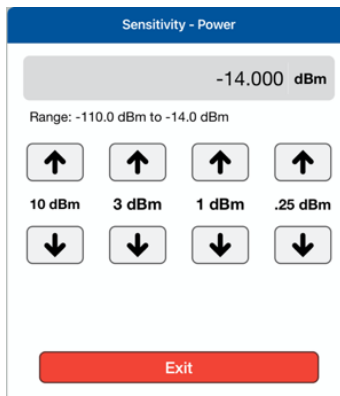 Sensitivity - Power
-14.000 dBm
Range: -110.0 dBm to -14.0 dBm
10 dBm 3 dBm 1 dBm .25 dBm
Exit